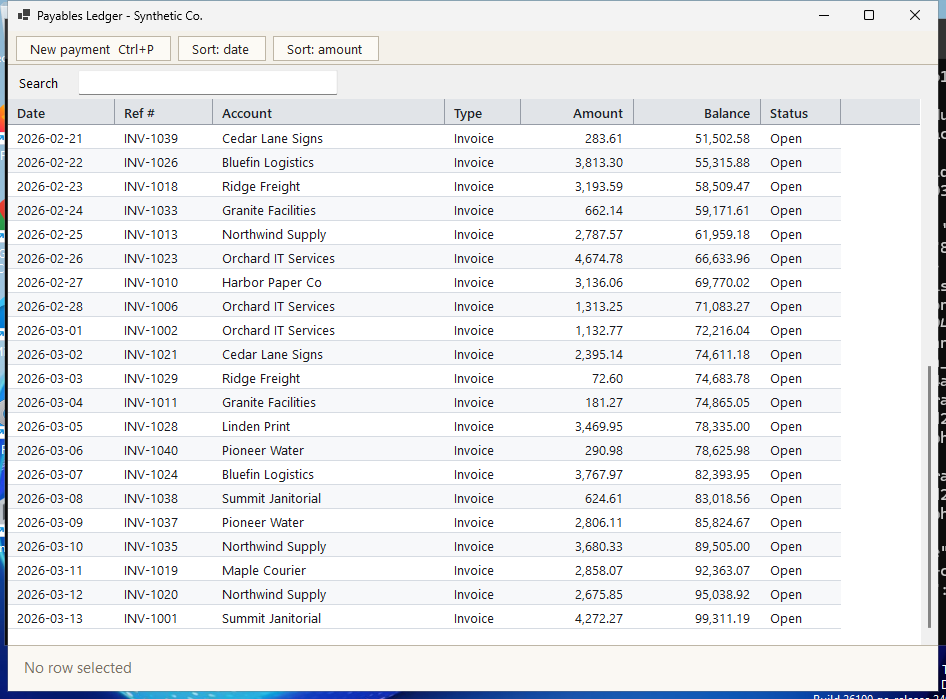 Payables Ledger - Synthetic Co.
New payment Ctrl+P Sort: date Sort: amount
Search
Date Ref # Account Type Amount Balance Status
2026-02-21 INV-1039 Cedar Lane Signs Invoice 283.61 51,502.58 Open
2026-02-22 INV-1026 Bluefin Logistics Invoice 3,813.30 55,315.88 Open
2026-02-23 INV-1018 Ridge Freight Invoice 3,193.59 58,509.47 Open
2026-02-24 INV-1033 Granite Facilities Invoice 662.14 59,171.61 Open
2026-02-25 INV-1013 Northwind Supply Invoice 2,787.57 61,959.18 Open
2026-02-26 INV-1023 Orchard IT Services Invoice 4,674.78 66,633.96 Open
2026-02-27 INV-1010 Harbor Paper Co Invoice 3,136.06 69,770.02 Open
2026-02-28 INV-1006 Orchard IT Services Invoice 1,313.25 71,083.27 Open
2026-03-01 INV-1002 Orchard IT Services Invoice 1,132.77 72,216.04 Open
2026-03-02 INV-1021 Cedar Lane Signs Invoice 2,395.14 74,611.18 Open
2026-03-03 INV-1029 Ridge Freight Invoice 72.60 74,683.78 Open
2026-03-04 INV-1011 Granite Facilities Invoice 181.27 74,865.05 Open
2026-03-05 INV-1028 Linden Print Invoice 3,469.95 78,335.00 Open
2026-03-06 INV-1040 Pioneer Water Invoice 290.98 78,625.98 Open
2026-03-07 INV-1024 Bluefin Logistics Invoice 3,767.97 82,393.95 Open
2026-03-08 INV-1038 Summit Janitorial Invoice 624.61 83,018.56 Open
2026-03-09 INV-1037 Pioneer Water Invoice 2,806.11 85,824.67 Open
2026-03-10 INV-1035 Northwind Supply Invoice 3,680.33 89,505.00 Open
2026-03-11 INV-1019 Maple Courier Invoice 2,858.07 92,363.07 Open
2026-03-12 INV-1020 Northwind Supply Invoice 2,675.85 95,038.92 Open
2026-03-13 INV-1001 Summit Janitorial Invoice 4,272.27 99,311.19 Open
No row selected